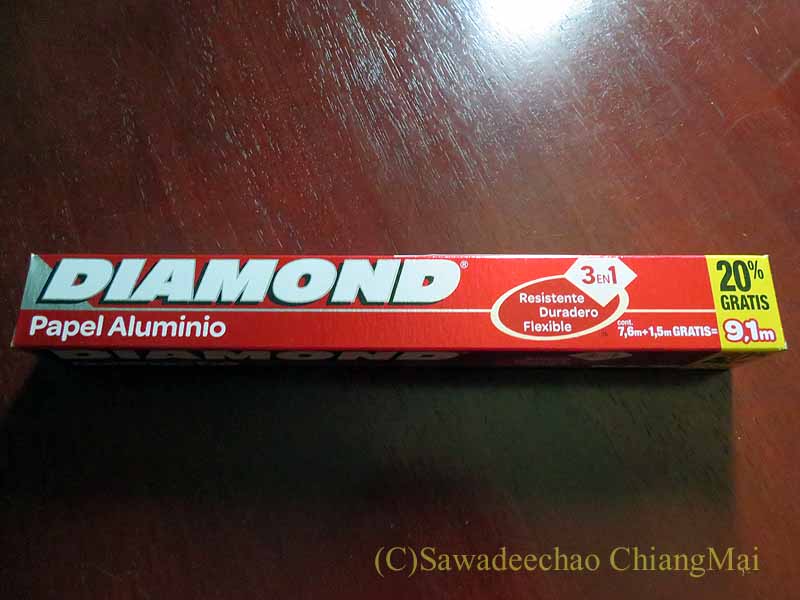 DIAMOND®
Papel Aluminio
3 EN 1
Resistente
Duradero
Flexible
cont.
7,6m+1,5m GRATIS=
20%
GRATIS
9,1m
DIAMOND
(C)Sawadeechao ChiangMai